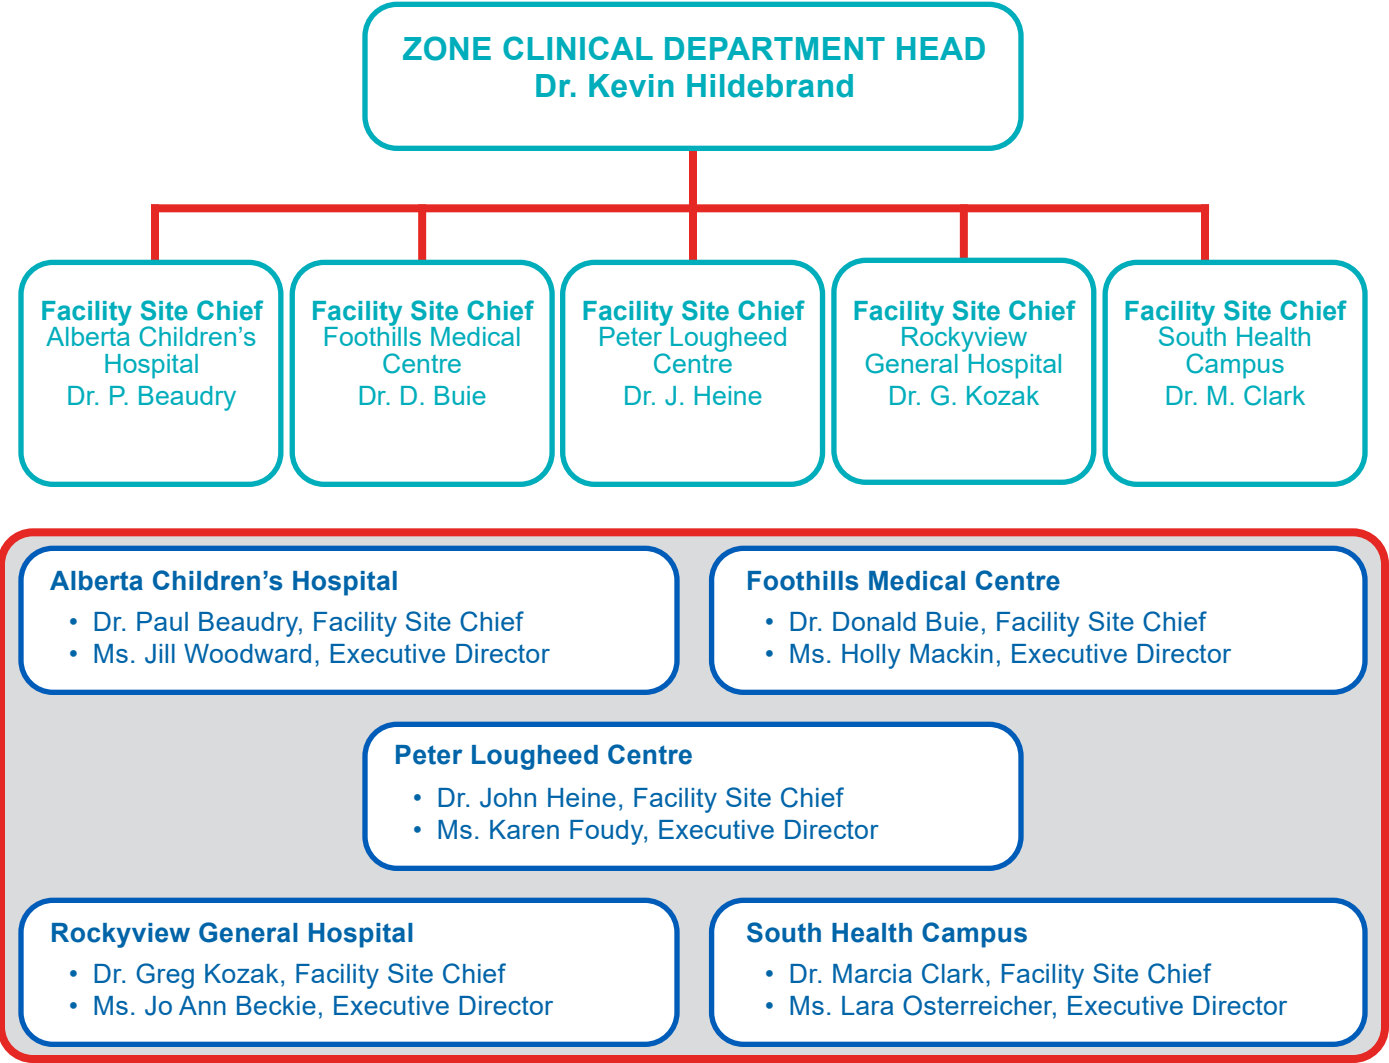 ZONE CLINICAL DEPARTMENT HEAD
Dr. Kevin Hildebrand
Facility Site Chief
Alberta Children’s
Hospital
Dr. P. Beaudry
Facility Site Chief
Foothills Medical
Centre
Dr. D. Buie
Facility Site Chief
Peter Lougheed
Centre
Dr. J. Heine
Facility Site Chief
Rockyview
General Hospital
Dr. G. Kozak
Facility Site Chief
South Health
Campus
Dr. M. Clark
Alberta Children’s Hospital
• Dr. Paul Beaudry, Facility Site Chief
• Ms. Jill Woodward, Executive Director
Foothills Medical Centre
• Dr. Donald Buie, Facility Site Chief
• Ms. Holly Mackin, Executive Director
Peter Lougheed Centre
• Dr. John Heine, Facility Site Chief
• Ms. Karen Foudy, Executive Director
Rockyview General Hospital
• Dr. Greg Kozak, Facility Site Chief
• Ms. Jo Ann Beckie, Executive Director
South Health Campus
• Dr. Marcia Clark, Facility Site Chief
• Ms. Lara Osterreicher, Executive Director